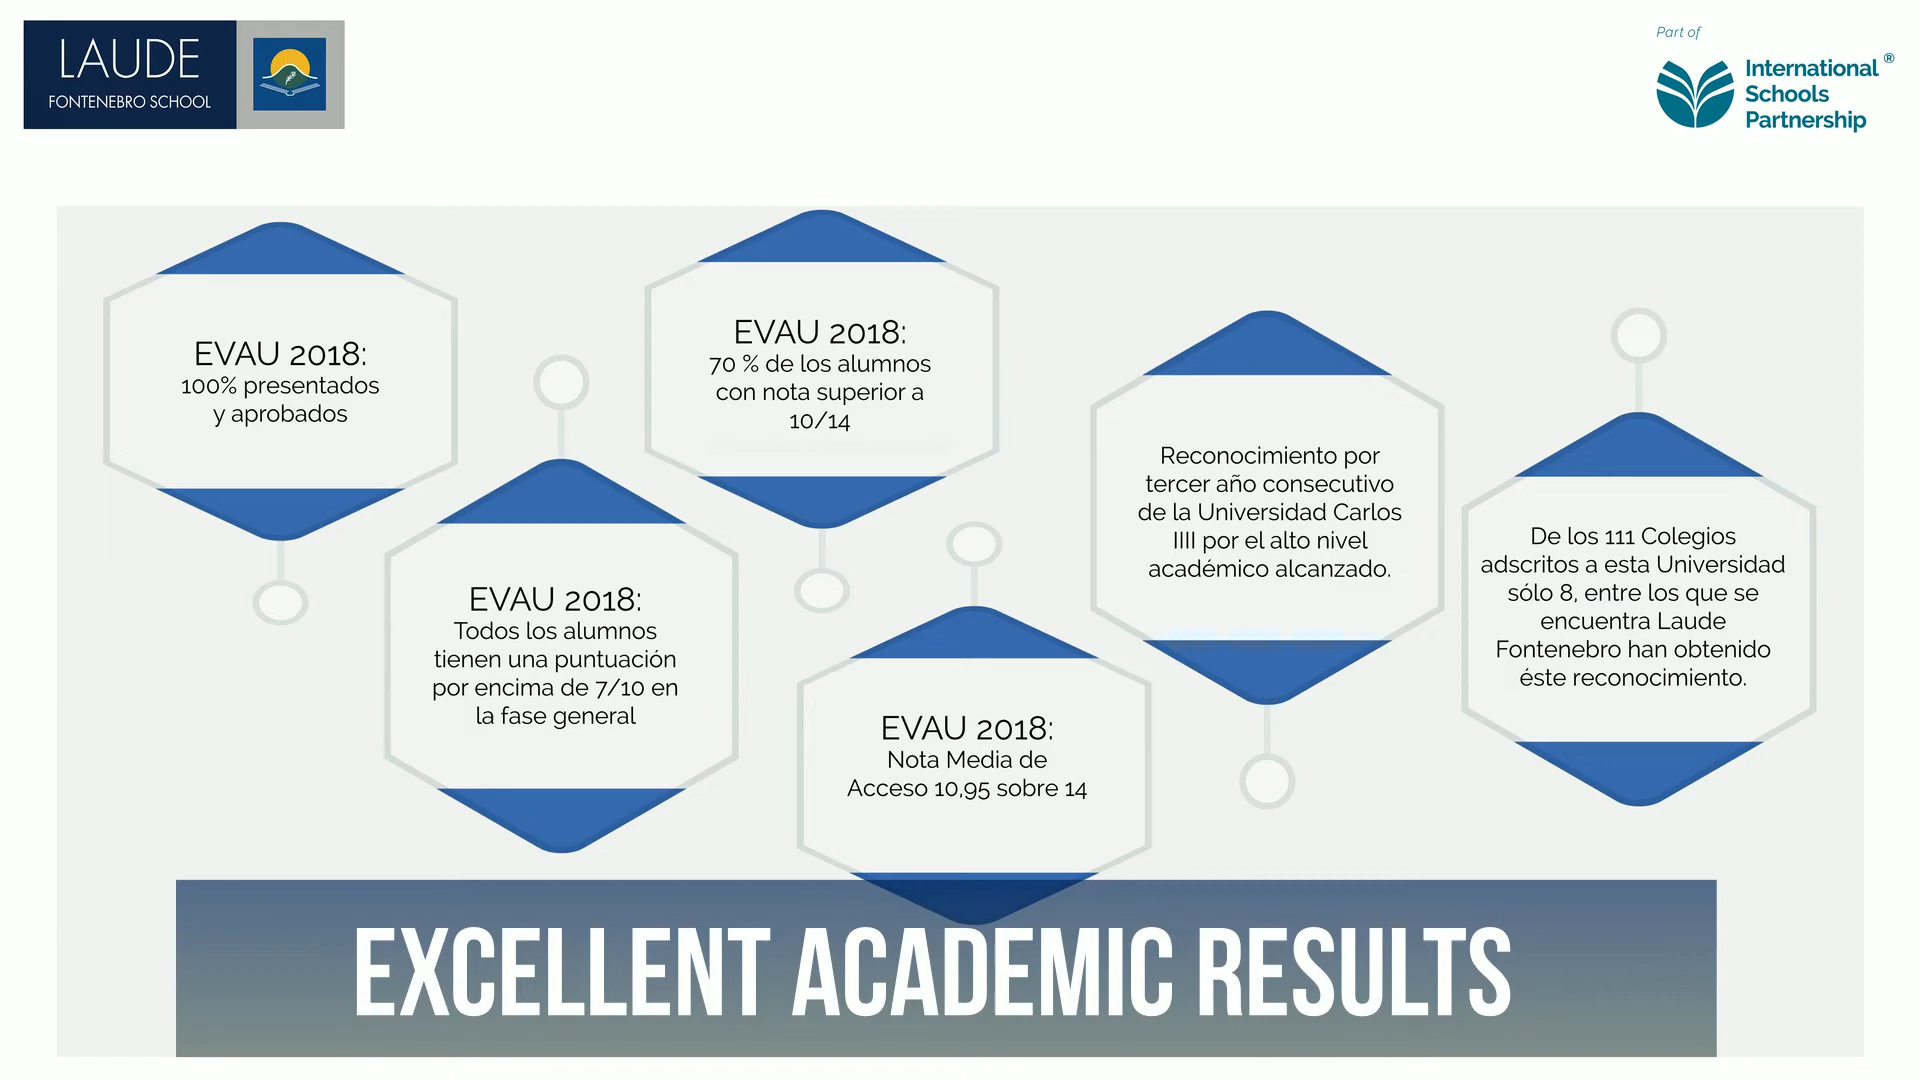 LAUDE
FONTENEBRO SCHOOL
Part of
International ®
Schools
Partnership
EVAU 2018:
100% presentados
y aprobados
EVAU 2018:
Todos los alumnos
tienen una puntuación
por encima de 7/10 en
la fase general
EVAU 2018:
70 % de los alumnos
con nota superior a
10/14
EVAU 2018:
Nota Media de
Acceso 10,95 sobre 14
Reconocimiento por
tercer año consecutivo
de la Universidad Carlos
IIII por el alto nivel
académico alcanzado.
De los 111 Colegios
adscritos a esta Universidad
sólo 8, entre los que se
encuentra Laude
Fontenebro han obtenido
éste reconocimiento.
EXCELLENT ACADEMIC RESULTS